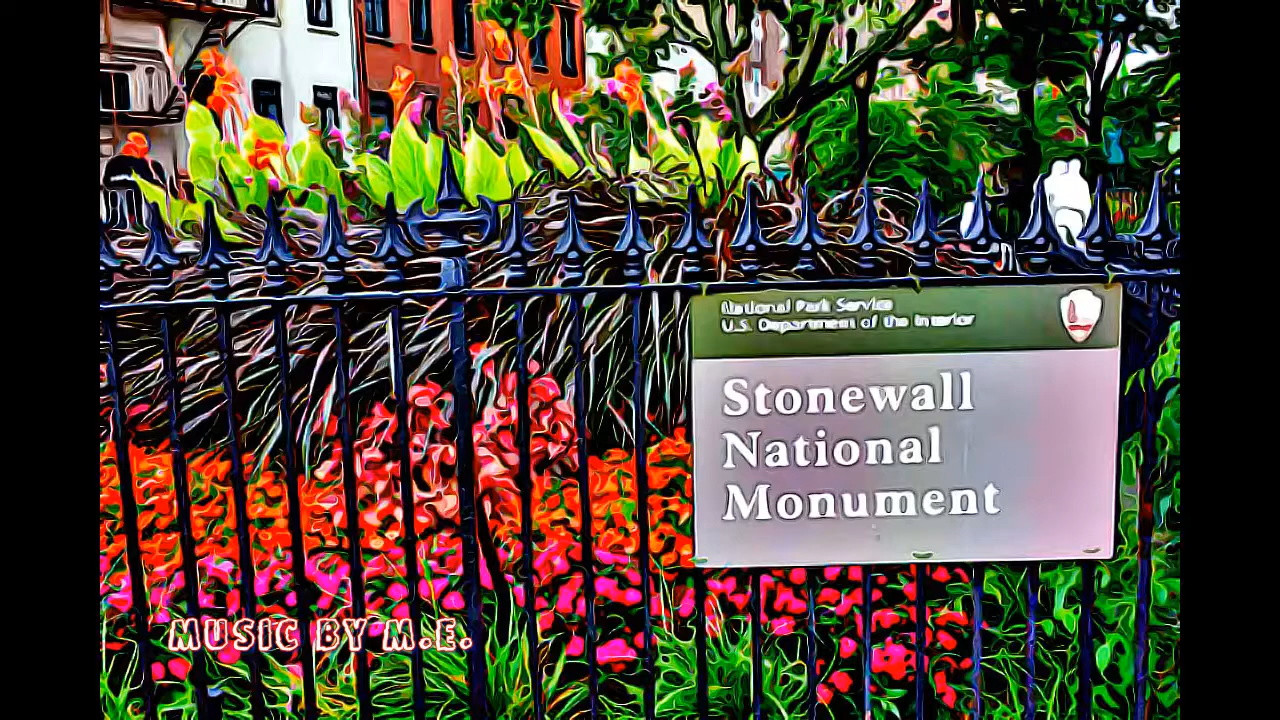 National Park Service
U.S. Department of the Interior
Stonewall
National
Monument
MUSIC BY M.E.